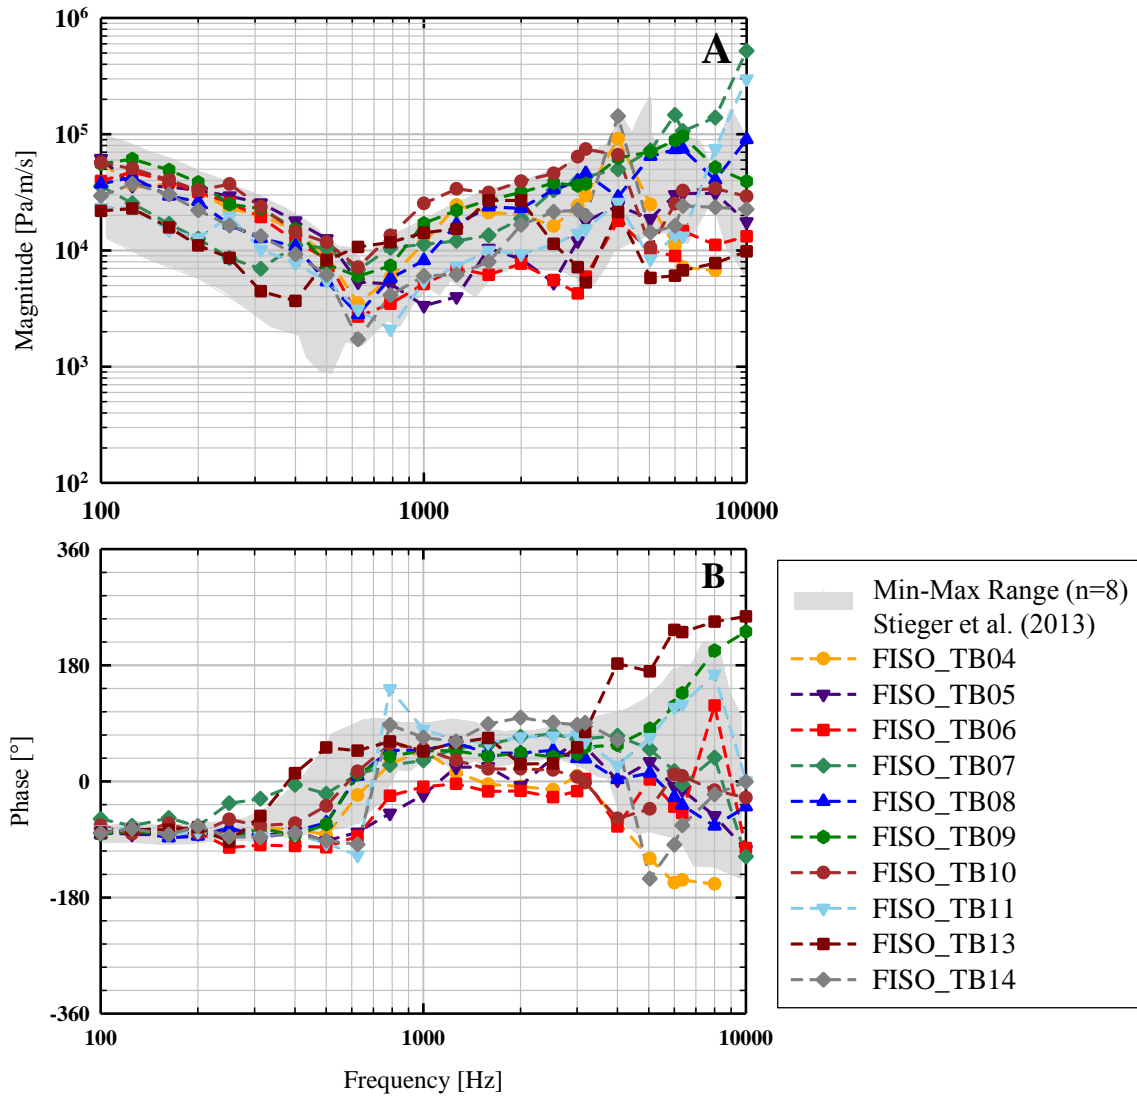 A
10⁶
10⁵
10⁴
10³
10²
Magnitude [Pa/m/s]
100 1000 10000
B
360
180
0
-180
-360
Phase [°]
100 1000 10000
Frequency [Hz]
Min-Max Range (n=8)
Stieger et al. (2013)
FISO_TB04
FISO_TB05
FISO_TB06
FISO_TB07
FISO_TB08
FISO_TB09
FISO_TB10
FISO_TB11
FISO_TB13
FISO_TB14